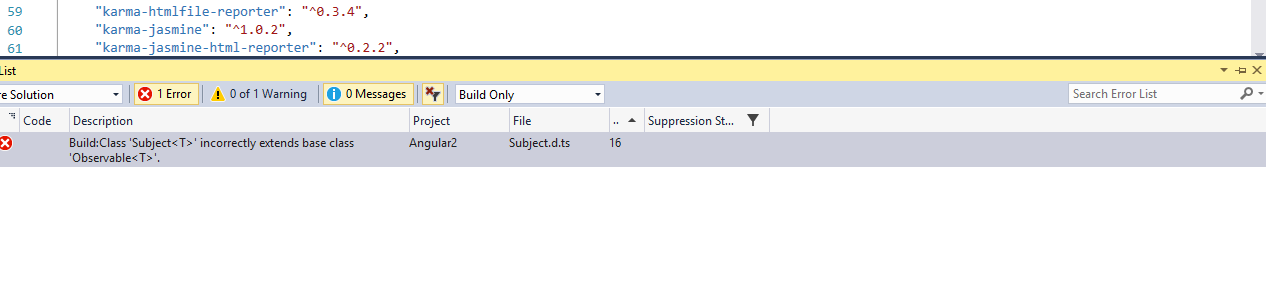 59 "karma-htmlfile-reporter": "^0.3.4",
60 "karma-jasmine": "^1.0.2",
61 "karma-jasmine-html-reporter": "^0.2.2",
List
re Solution 1 Error 0 of 1 Warning 0 Messages Build Only Search Error List
Code Description Project File .. Suppression St...
Build:Class 'Subject<T>' incorrectly extends base class Angular2 Subject.d.ts 16
'Observable<T>'.